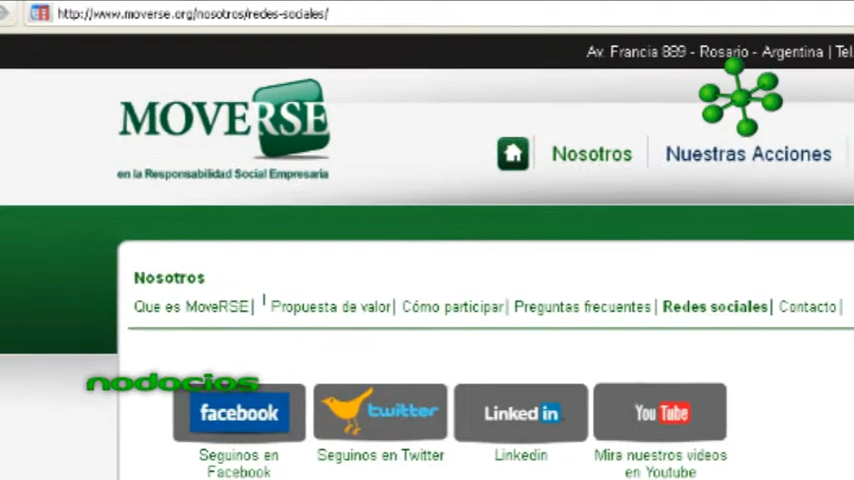 http://www.moverse.org/nosotros/redes-sociales/
Av. Francia 889 - Rosario - Argentina | Tel
MOVERSE
en la Responsabilidad Social Empresaria
Nosotros
Nuestras Acciones
Nosotros
Que es MoveRSE| | Propuesta de valor| Cómo participar| Preguntas frecuentes| Redes sociales| Contacto|
nodocios
facebook
twitter
Linked in
You Tube
Seguinos en Facebook
Seguinos en Twitter
Linkedin
Mira nuestros videos en Youtube